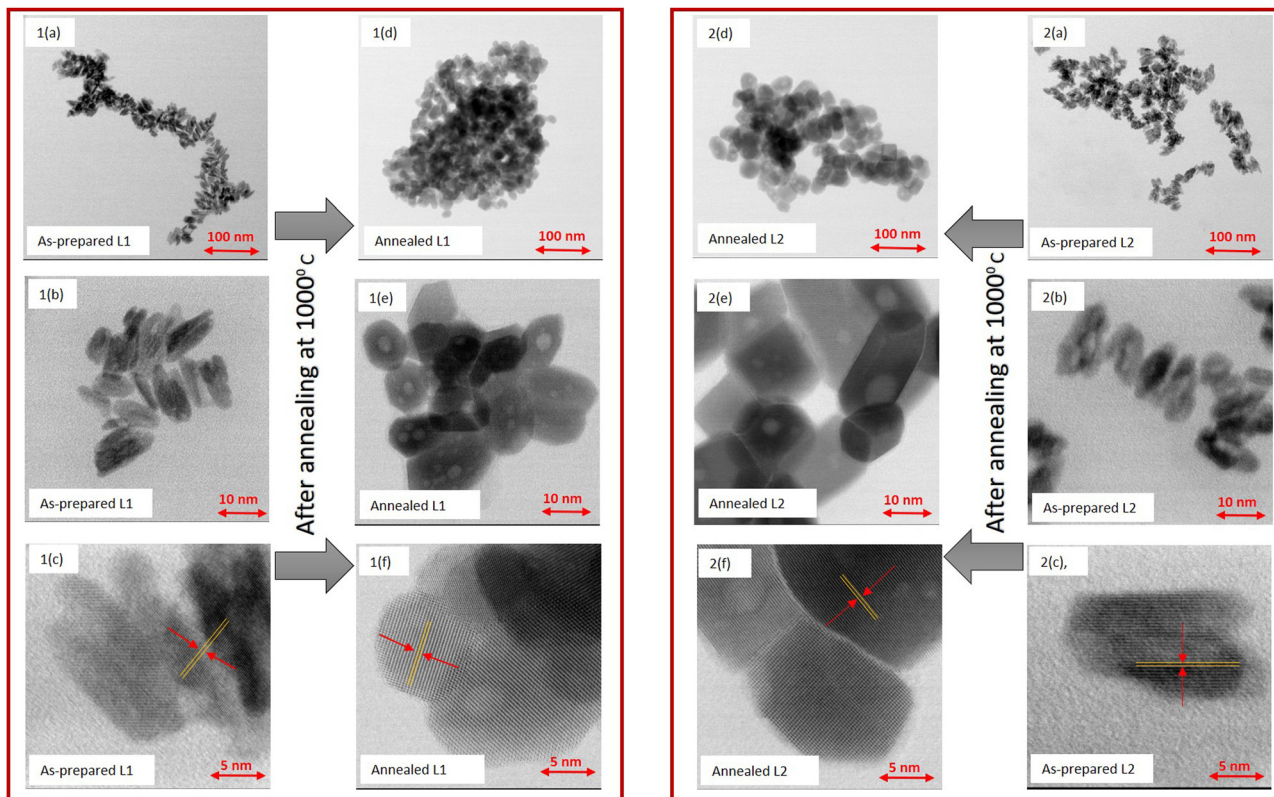 1(a)
As-prepared L1
100 nm
1(d)
Annealed L1
100 nm
1(b)
As-prepared L1
10 nm
1(e)
Annealed L1
10 nm
1(c)
As-prepared L1
5 nm
1(f)
Annealed L1
5 nm
After annealing at 1000⁰ C
2(d)
Annealed L2
100 nm
2(a)
As-prepared L2
100 nm
2(e)
Annealed L2
10 nm
2(b)
As-prepared L2
10 nm
2(f)
Annealed L2
5 nm
2(c),
As-prepared L2
5 nm
After annealing at 1000⁰ C